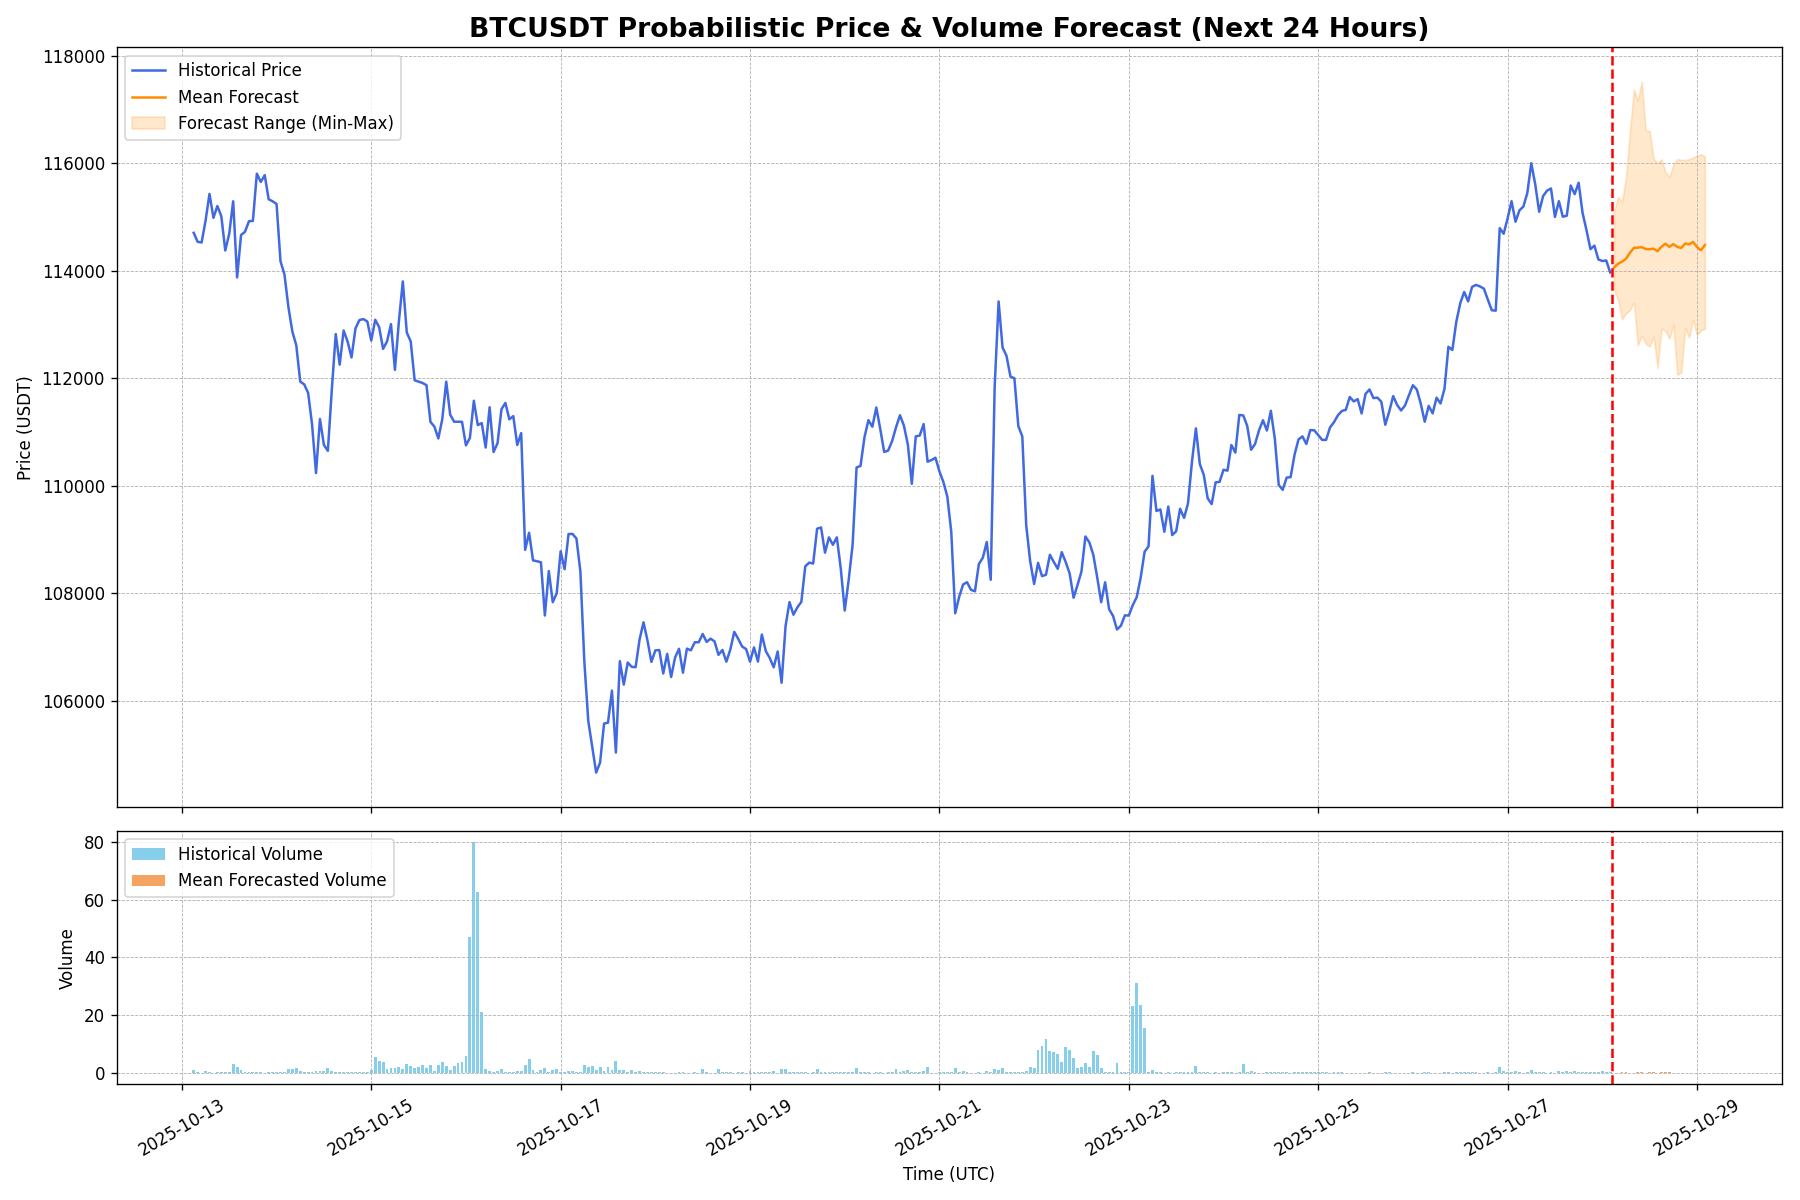 BTCUSDT Probabilistic Price & Volume Forecast (Next 24 Hours)
Historical Price
Mean Forecast
Forecast Range (Min-Max)
Price (USDT)
118000
116000
114000
112000
110000
108000
106000
Historical Volume
Mean Forecasted Volume
Volume
80
60
40
20
0
2025-10-13
2025-10-15
2025-10-17
2025-10-19
2025-10-21
2025-10-23
2025-10-25
2025-10-27
2025-10-29
Time (UTC)